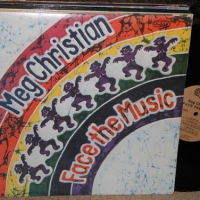 Meg Christian
Face the Music